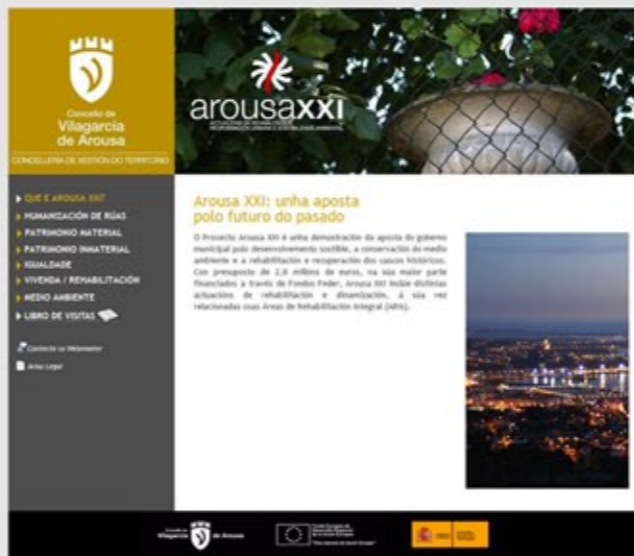 Concello de
Vilagarcía
de Arousa
CONCELLERÍA DE XESTIÓN DO TERRITORIO
arousaxxi
QUE É AROUSA XXI?
HUMANIZACIÓN DE RÚAS
PATRIMONIO MATERIAL
PATRIMONIO INMATERIAL
IGUALDADE
VIVENDA / REHABILITACIÓN
MEDIO AMBIENTE
LIBRO DE VISITAS
Contacte co Webmaster
Aviso Legal
Arousa XXI: unha aposta
polo futuro do pasado
O Proxecto Arousa XXI é unha demostración da aposta do goberno
municipal polo desenvolvemento sostible, a conservación do medio
ambiente e a rehabilitación e recuperación dos cascos históricos.
Cun presuposto de 2,8 millóns de euros, na súa maior parte
financiados a través de Fondos Feder, Arousa XXI inclúe distintas
actuacións de rehabilitación e dinamización, á súa vez
relacionadas coas Áreas de Rehabilitación Integral (ARIs).
Vilagarcía de Arousa